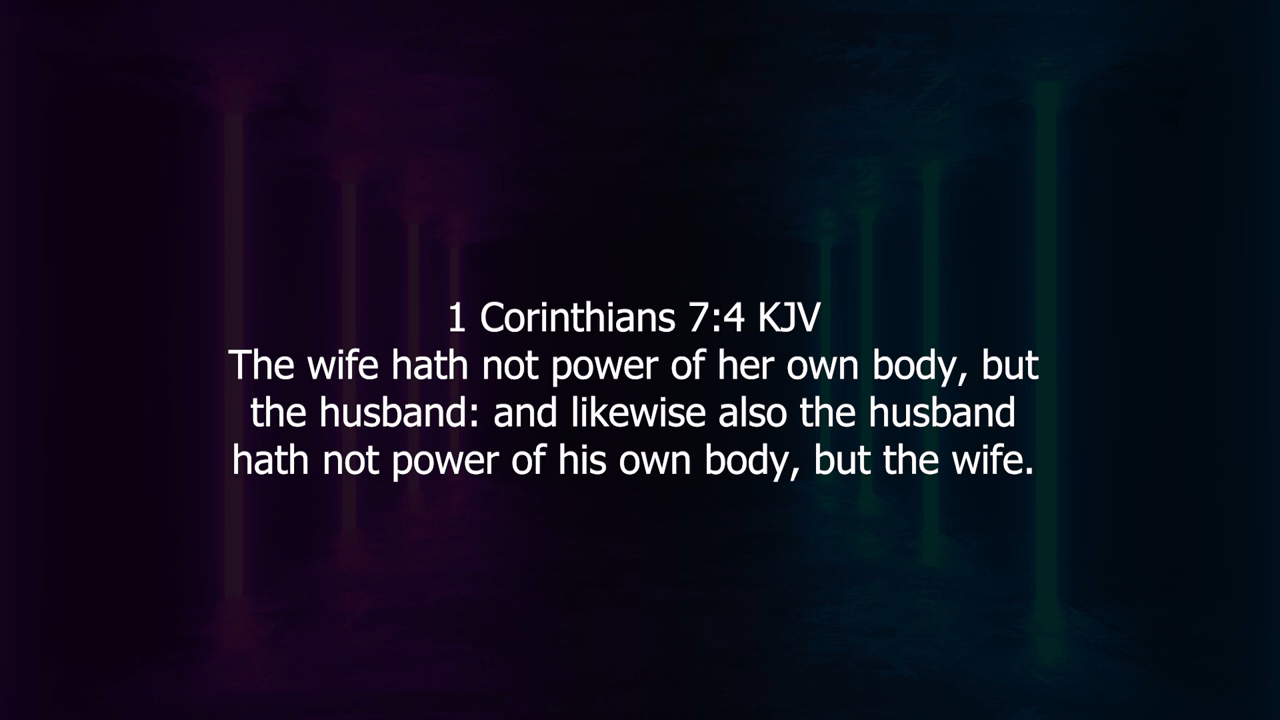 1 Corinthians 7:4 KJV
The wife hath not power of her own body, but
the husband: and likewise also the husband
hath not power of his own body, but the wife.